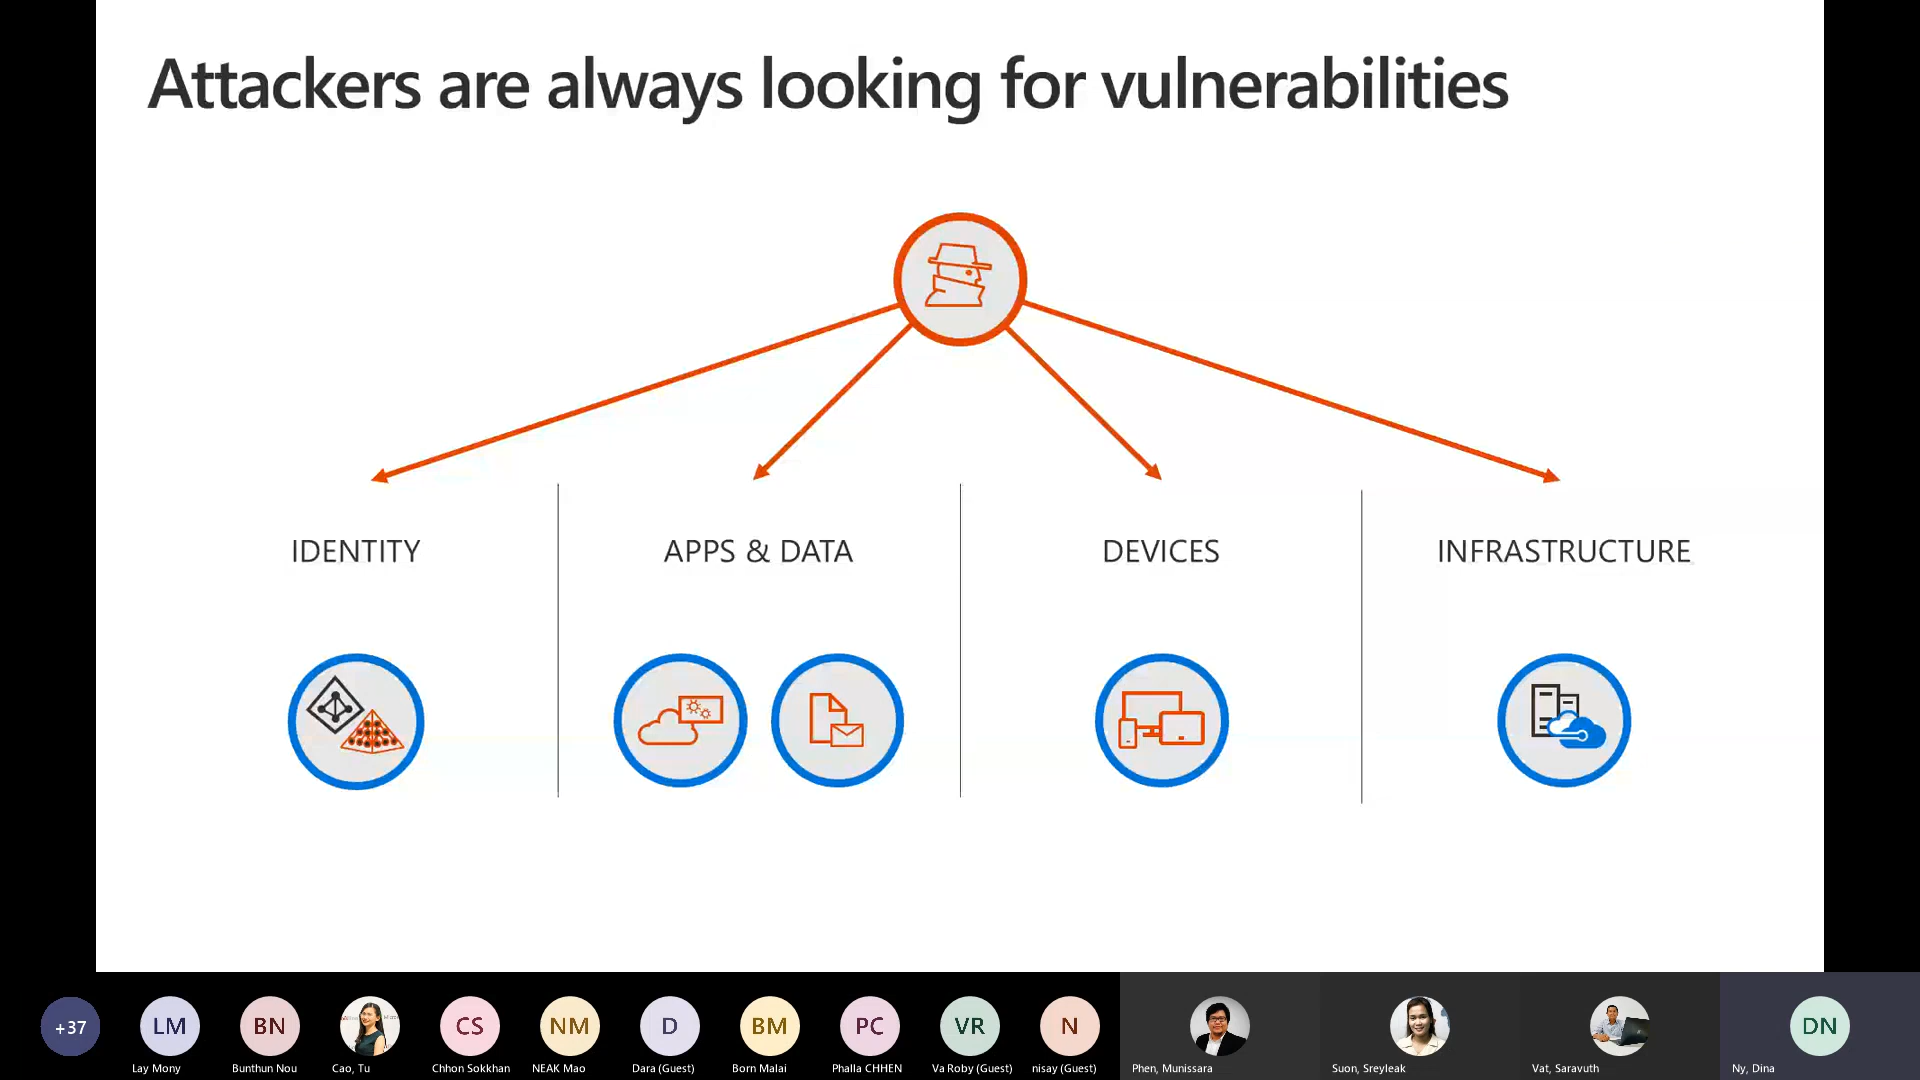 Attackers are always looking for vulnerabilities
IDENTITY
APPS & DATA
DEVICES
INFRASTRUCTURE
+37
LM
BN
CS
NM
D
BM
PC
VR
N
DN
Lay Mony
Bunthun Nou
Cao, Tu
Chhon Sokkhan
NEAK Mao
Dara (Guest)
Born Malai
Phalla CHHEN
Va Roby (Guest)
nisay (Guest)
Phen, Munissara
Suon, Sreyleak
Vat, Saravuth
Ny, Dina